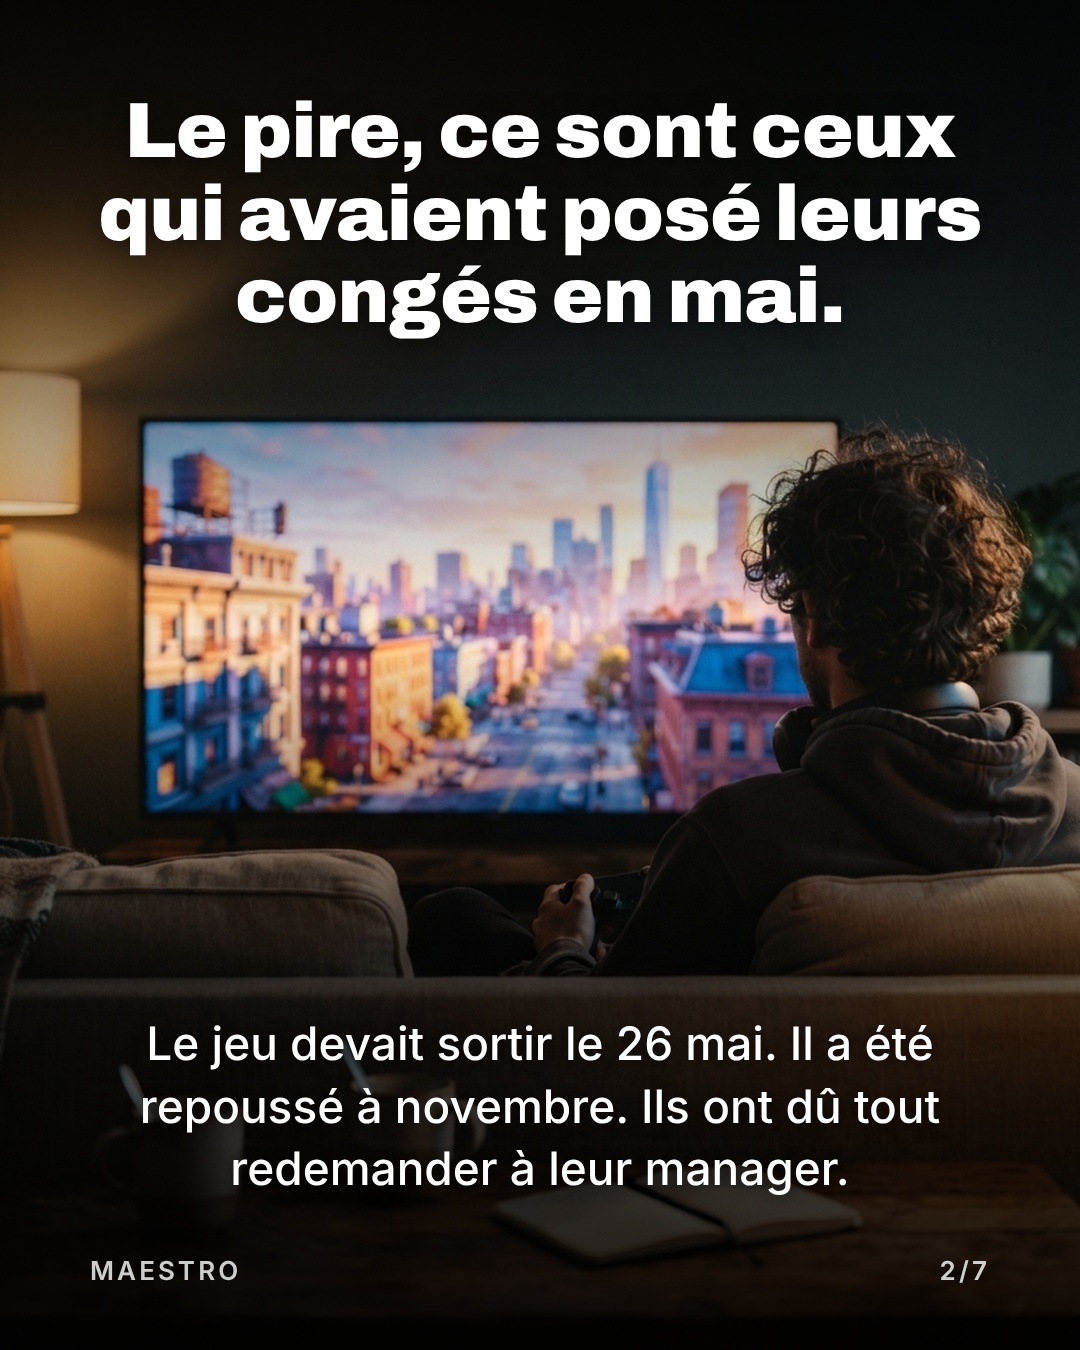 Le pire, ce sont ceux
qui avaient posé leurs
congés en mai.
Le jeu devait sortir le 26 mai. Il a été
repoussé à novembre. Ils ont dû tout
redemander à leur manager.
MAESTRO
2/7